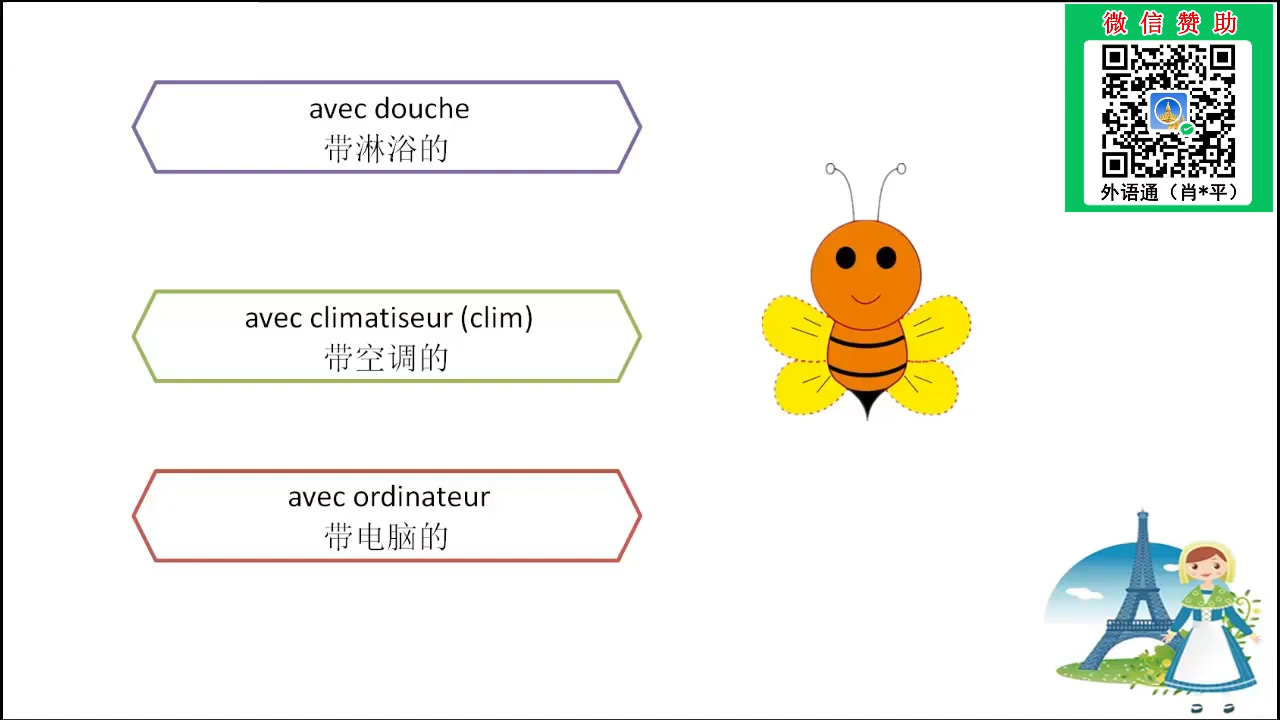 微信赞助
外语通（肖*平）
avec douche
带淋浴的
avec climatiseur (clim)
带空调的
avec ordinateur
带电脑的